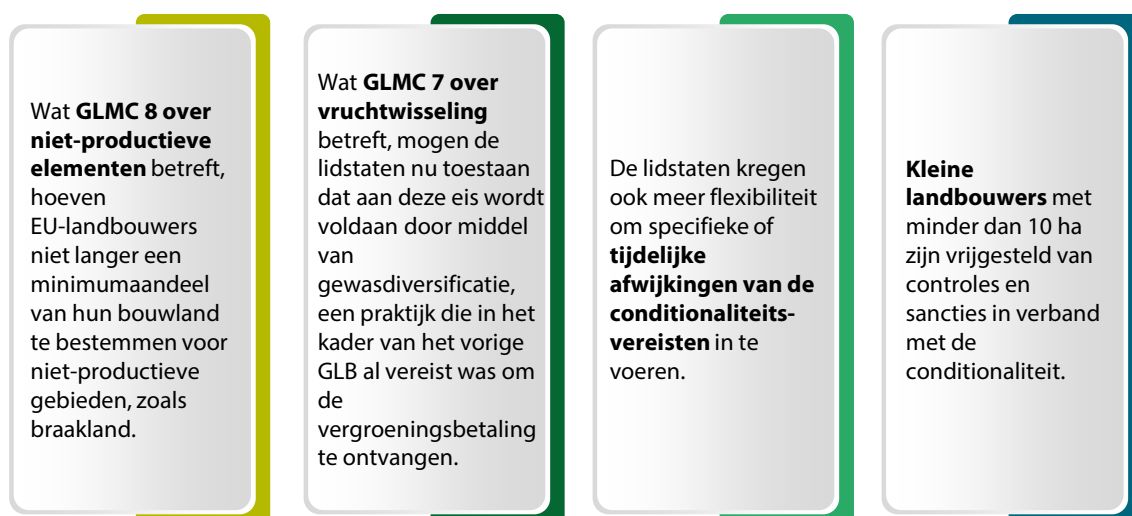 Wat GLMC 8 over
niet-productieve
elementen betreft,
hoeven
EU-landbouwers
niet langer een
minimumaandeel
van hun bouwland
te bestemmen voor
niet-productieve
gebieden, zoals
braakland.
Wat GLMC 7 over
vruchtwisseling
betreft, mogen de
lidstaten nu toestaan
dat aan deze eis wordt
voldaan door middel
van
gewasdiversificatie,
een praktijk die in het
kader van het vorige
GLB al vereist was om
de
vergroeningsbetaling
te ontvangen.
De lidstaten kregen
ook meer flexibiliteit
om specifieke of
tijdelijke
afwijkingen van de
conditionaliteits-
vereisten in te
voeren.
Kleine
landbouwers met
minder dan 10 ha
zijn vrijgesteld van
controles en
sancties in verband
met de
conditionaliteit.